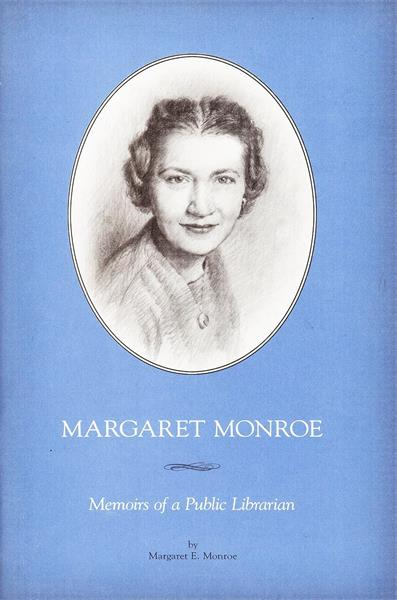 MARGARET MONROE
Memoirs of a Public Librarian
by
Margaret E. Monroe